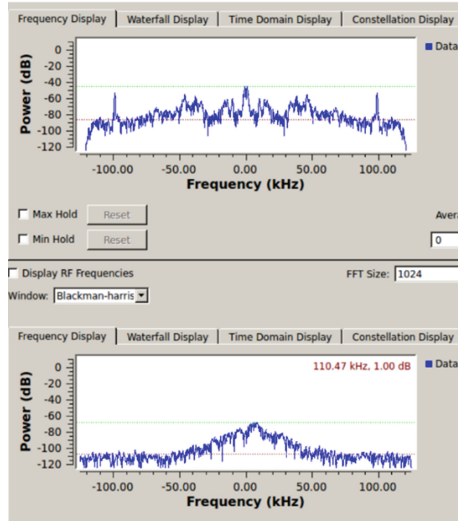 Frequency Display Waterfall Display Time Domain Display Constellation Display
Data
0
-20
-40
-60
-80
-100
-120
Power (dB)
-100.00 -50.00 0.00 50.00 100.00
Frequency (kHz)
Max Hold Reset Avera
Min Hold Reset 0
Display RF Frequencies FFT Size: 1024
Window: Blackman-harris
Frequency Display Waterfall Display Time Domain Display Constellation Display
110.47 kHz, 1.00 dB Data
0
-20
-40
-60
-80
-100
-120
Power (dB)
-100.00 -50.00 0.00 50.00 100.00
Frequency (kHz)